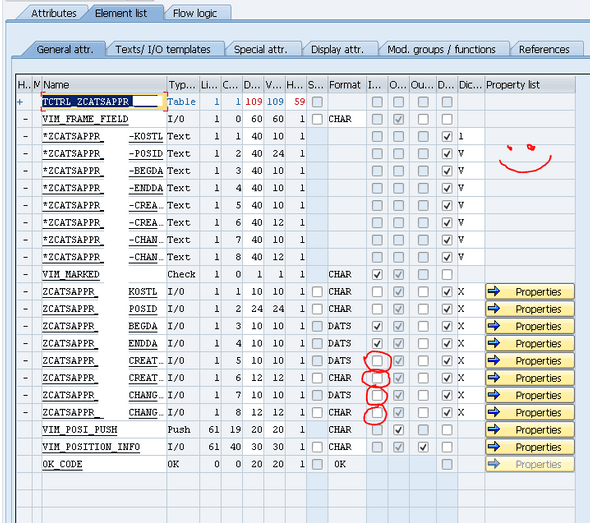 Attributes Element list Flow logic
General attr. Texts/ I/O templates Special attr. Display attr. Mod. groups / functions References
H.. M Name Typ... Li... C... D... V... H... S... Format I... O... Ou... D... Dic... Property list
+ TCTRL_ZCATSAPPR_ Table 1 1 109 109 59
- VIM_FRAME_FIELD I/O 1 0 60 60 1 CHAR
- *ZCATSAPPR_ -KOSTL Text 1 1 40 10 1 1
- *ZCATSAPPR_ -POSID Text 1 2 40 24 1 V
- *ZCATSAPPR_ -BEGDA Text 1 3 40 10 1 V
- *ZCATSAPPR_ -ENDDA Text 1 4 40 10 1 V
- *ZCATSAPPR_ -CREA... Text 1 5 40 10 1 V
- *ZCATSAPPR_ -CREA... Text 1 6 40 12 1 V
- *ZCATSAPPR_ -CHAN... Text 1 7 40 10 1 V
- *ZCATSAPPR_ -CHAN... Text 1 8 40 12 1 V
- VIM_MARKED Check 1 0 1 1 1 CHAR
- ZCATSAPPR_ KOSTL I/O 1 1 10 10 1 CHAR X Properties
- ZCATSAPPR_ POSID I/O 1 2 24 24 1 CHAR X Properties
- ZCATSAPPR_ BEGDA I/O 1 3 10 10 1 DATS X Properties
- ZCATSAPPR_ ENDDA I/O 1 4 10 10 1 DATS X Properties
- ZCATSAPPR_ CREAT... I/O 1 5 10 10 1 DATS X Properties
- ZCATSAPPR_ CREAT... I/O 1 6 12 12 1 CHAR X Properties
- ZCATSAPPR_ CHANG... I/O 1 7 10 10 1 DATS X Properties
- ZCATSAPPR_ CHANG... I/O 1 8 12 12 1 CHAR X Properties
- VIM_POSI_PUSH Push 61 19 20 20 1 CHAR Properties
- VIM_POSITION_INFO I/O 61 40 30 30 1 CHAR Properties
- OK_CODE OK 0 0 20 20 1 OK Properties